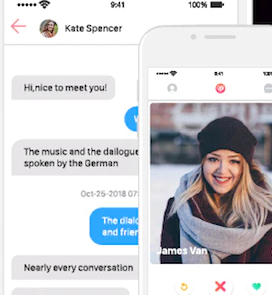 9:41
100%
Kate Spencer
Hi,nice to meet you!
The music and the dailogue
spoken by the German
Oct-25-2018 07
The dialo
and frien
Nearly every conversation
9:41
100%
James Van